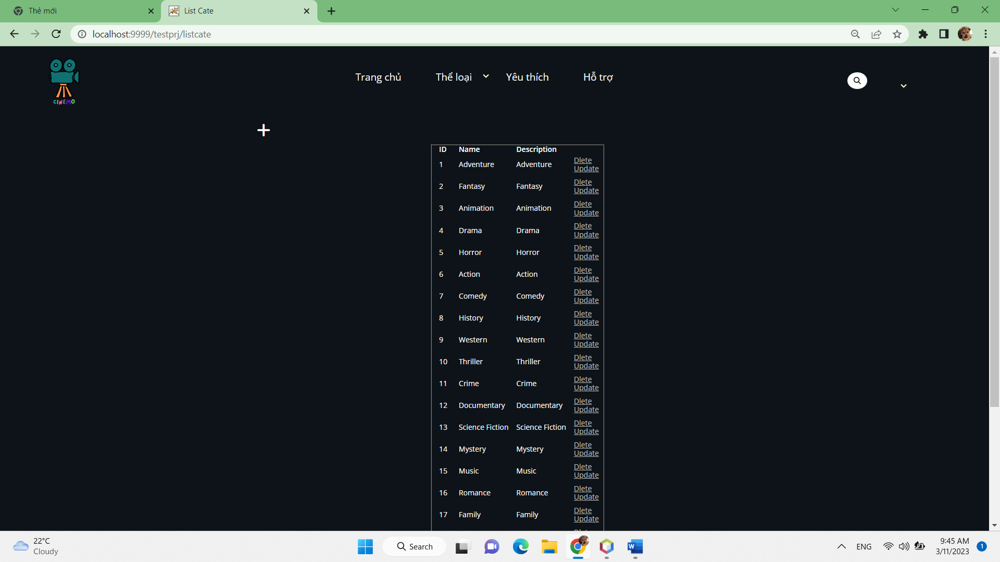 Thẻ mới
List Cate
localhost:9999/testprj/listcate
CINEMO
Trang chủ Thể loại Yêu thích Hỗ trợ
ID Name Description
1 Adventure Adventure Dlete
Update
2 Fantasy Fantasy Dlete
Update
3 Animation Animation Dlete
Update
4 Drama Drama Dlete
Update
5 Horror Horror Dlete
Update
6 Action Action Dlete
Update
7 Comedy Comedy Dlete
Update
8 History History Dlete
Update
9 Western Western Dlete
Update
10 Thriller Thriller Dlete
Update
11 Crime Crime Dlete
Update
12 Documentary Documentary Dlete
Update
13 Science Fiction Science Fiction Dlete
Update
14 Mystery Mystery Dlete
Update
15 Music Music Dlete
Update
16 Romance Romance Dlete
Update
17 Family Family Dlete
Update
22°C
Cloudy
Search
W
ENG
9:45 AM
3/11/2023
1